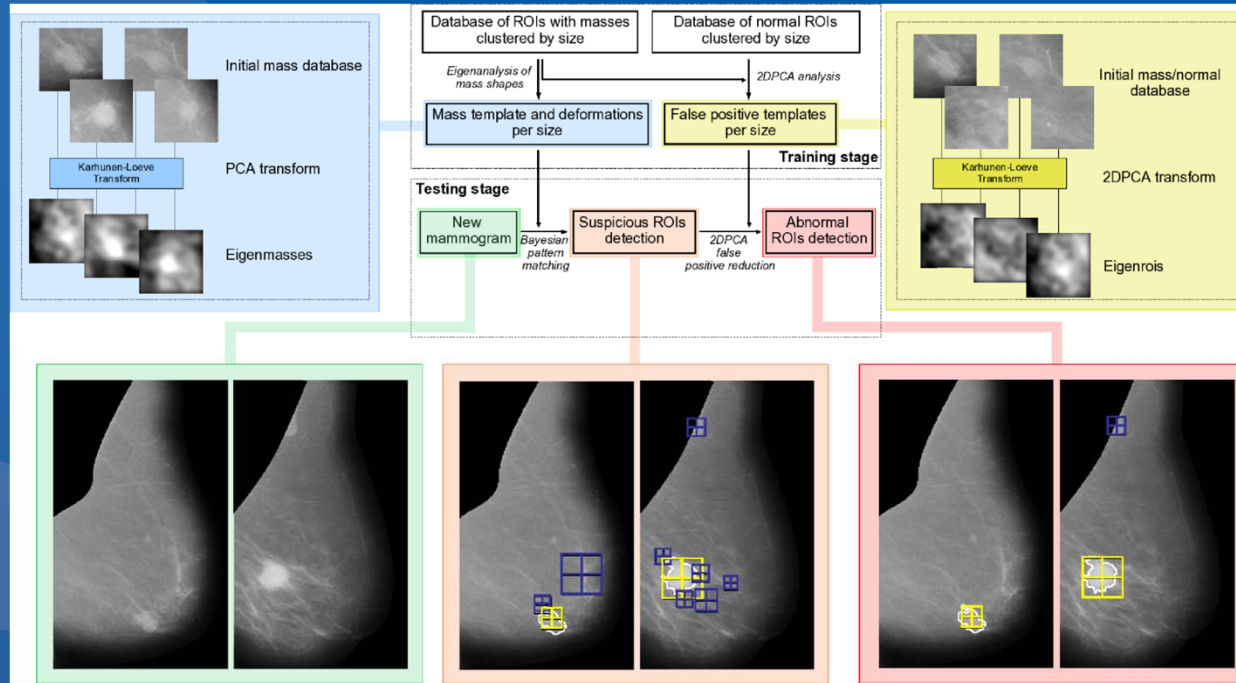 Initial mass database
Karhunen-Loeve
Transform
PCA transform
Eigenmasses
Database of ROIs with masses
clustered by size
Database of normal ROIs
clustered by size
Eigenanalysis of
mass shapes
2DPCA analysis
Mass template and deformations
per size
False positive templates
per size
Training stage
Testing stage
New
mammogram
Bayesian
pattern
matching
Suspicious ROIs
detection
2DPCA
false
positive reduction
Abnormal
ROIs detection
Initial mass/normal
database
Karhunen-Loeve
Transform
2DPCA transform
Eigenrois